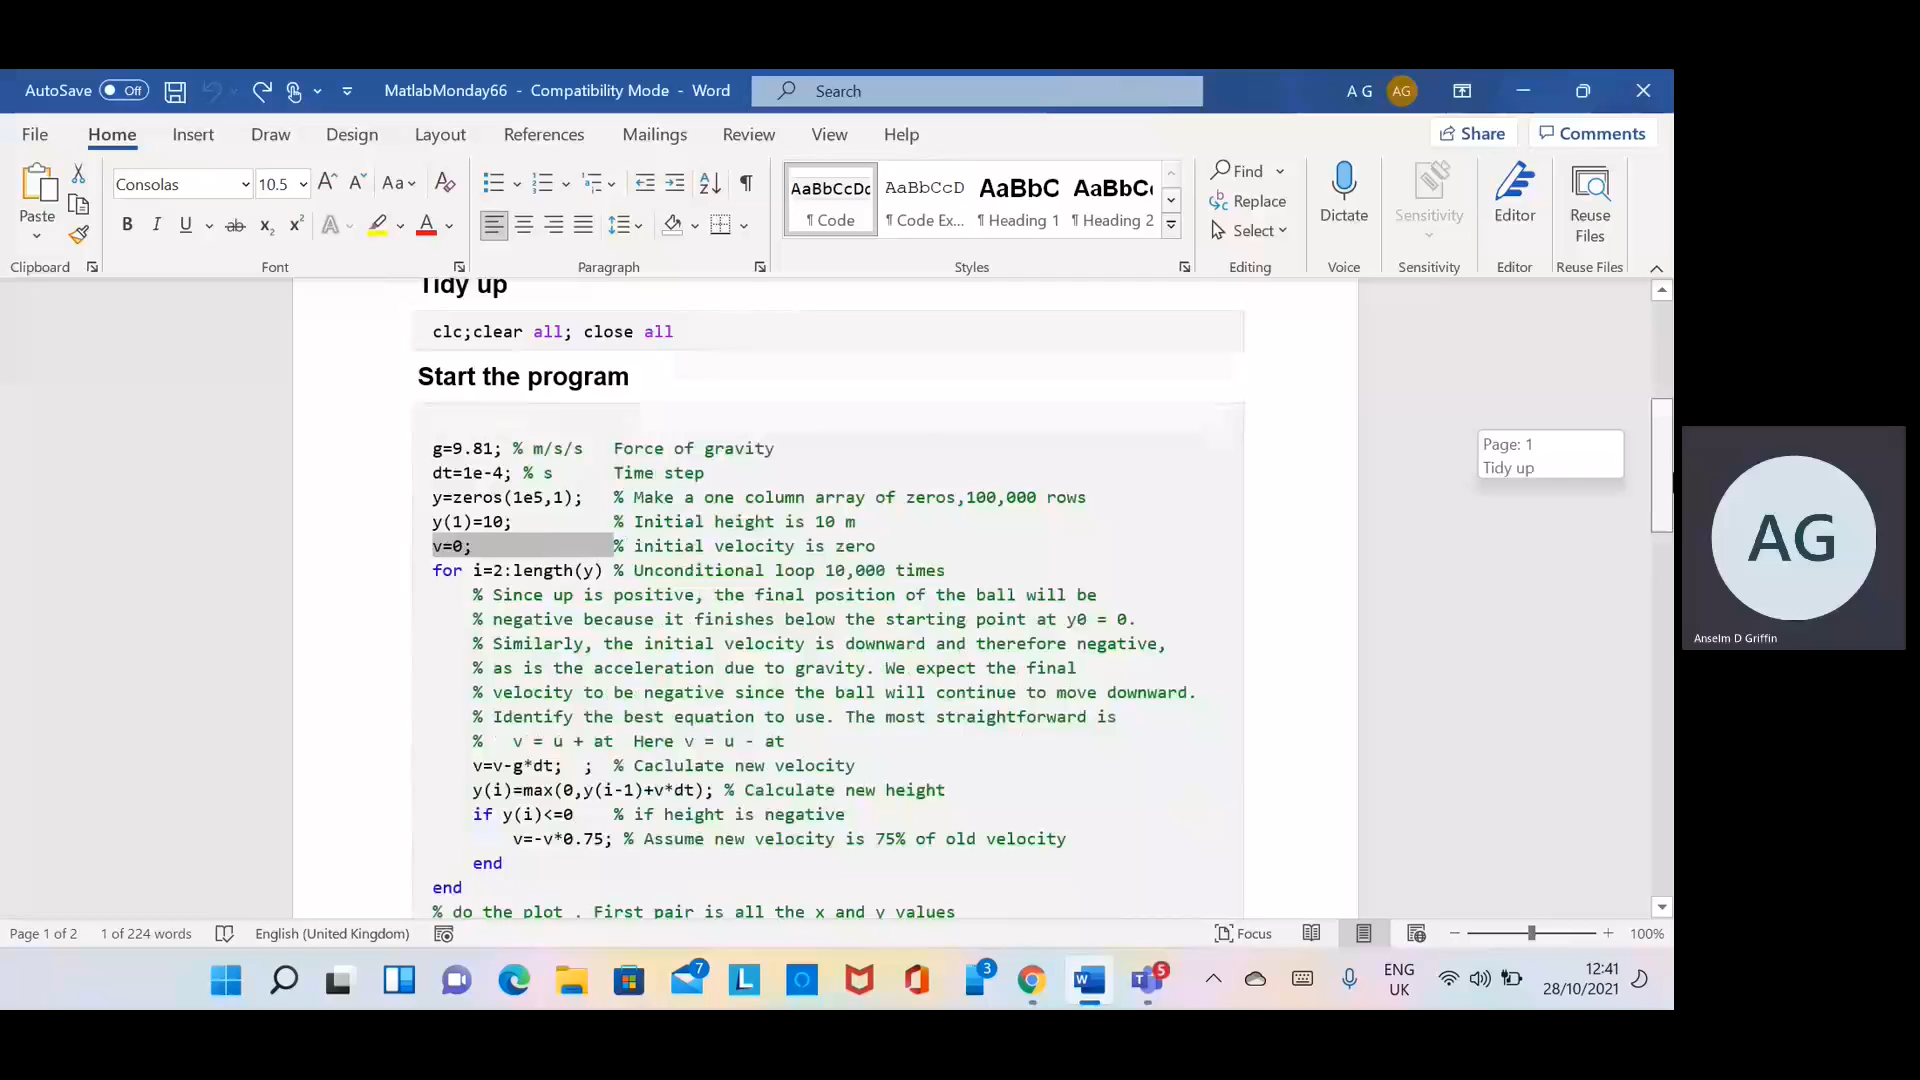 AutoSave Off MatlabMonday66 - Compatibility Mode - Word Search A G AG
File Home Insert Draw Design Layout References Mailings Review View Help Share Comments
Paste Consolas 10.5 Aa AaBbCcDc AaBbCcD AaBbC AaBbCc Find Replace Select Dictate Sensitivity Editor Reuse Files
¶ Code ¶ Code Ex... ¶ Heading 1 ¶ Heading 2
Clipboard Font Paragraph Styles Editing Voice Sensitivity Editor Reuse Files
Tidy up
clc;clear all; close all
Start the program
g=9.81; % m/s/s Force of gravity
dt=1e-4; % s Time step
y=zeros(1e5,1); % Make a one column array of zeros,100,000 rows
y(1)=10; % Initial height is 10 m
v=0; % initial velocity is zero
for i=2:length(y) % Unconditional loop 10,000 times
% Since up is positive, the final position of the ball will be
% negative because it finishes below the starting point at y0 = 0.
% Similarly, the initial velocity is downward and therefore negative,
% as is the acceleration due to gravity. We expect the final
% velocity to be negative since the ball will continue to move downward.
% Identify the best equation to use. The most straightforward is
% v = u + at Here v = u - at
v=v-g*dt; ; % Caclulate new velocity
y(i)=max(0,y(i-1)+v*dt); % Calculate new height
if y(i)<=0 % if height is negative
v=-v*0.75; % Assume new velocity is 75% of old velocity
end
end
% do the plot . First pair is all the x and y values
Page: 1
Tidy up
AG
Anselm D Griffin
Page 1 of 2 1 of 224 words English (United Kingdom) Focus 100%
7 3 5 ENG UK 12:41 28/10/2021